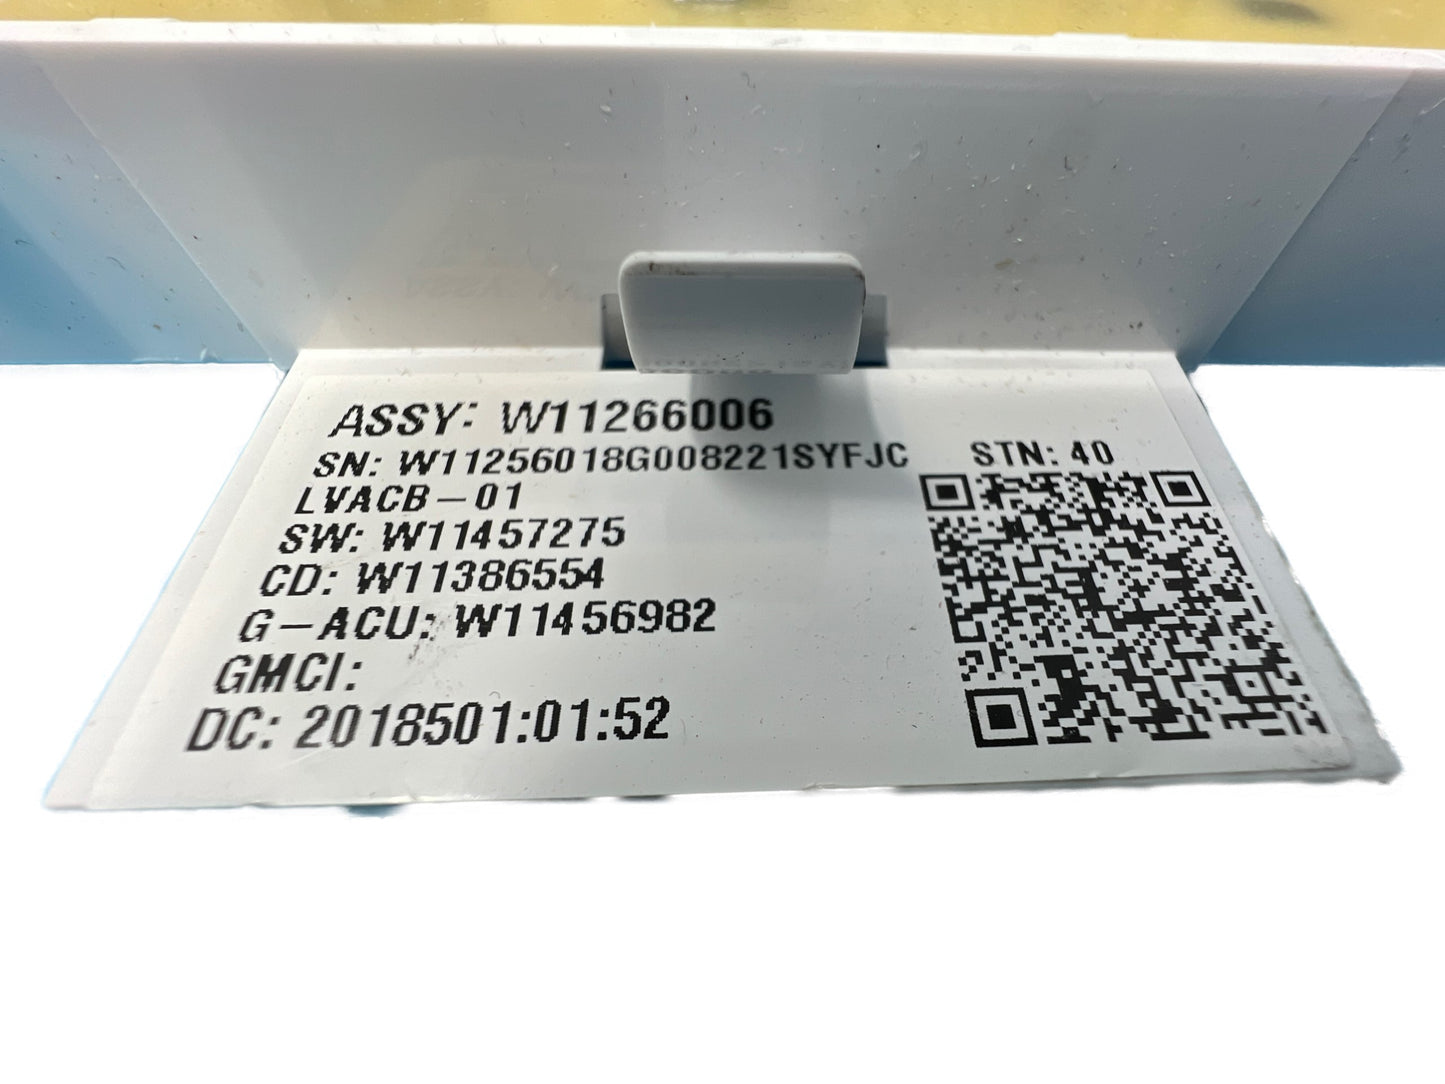 ASSY: W11266006
SN: W11256018G008221SYFJC
STN: 40
LVACB-01
SW: W11457275
CD: W11386554
G-ACU: W11456982
GMCI:
DC: 2018501:01:52